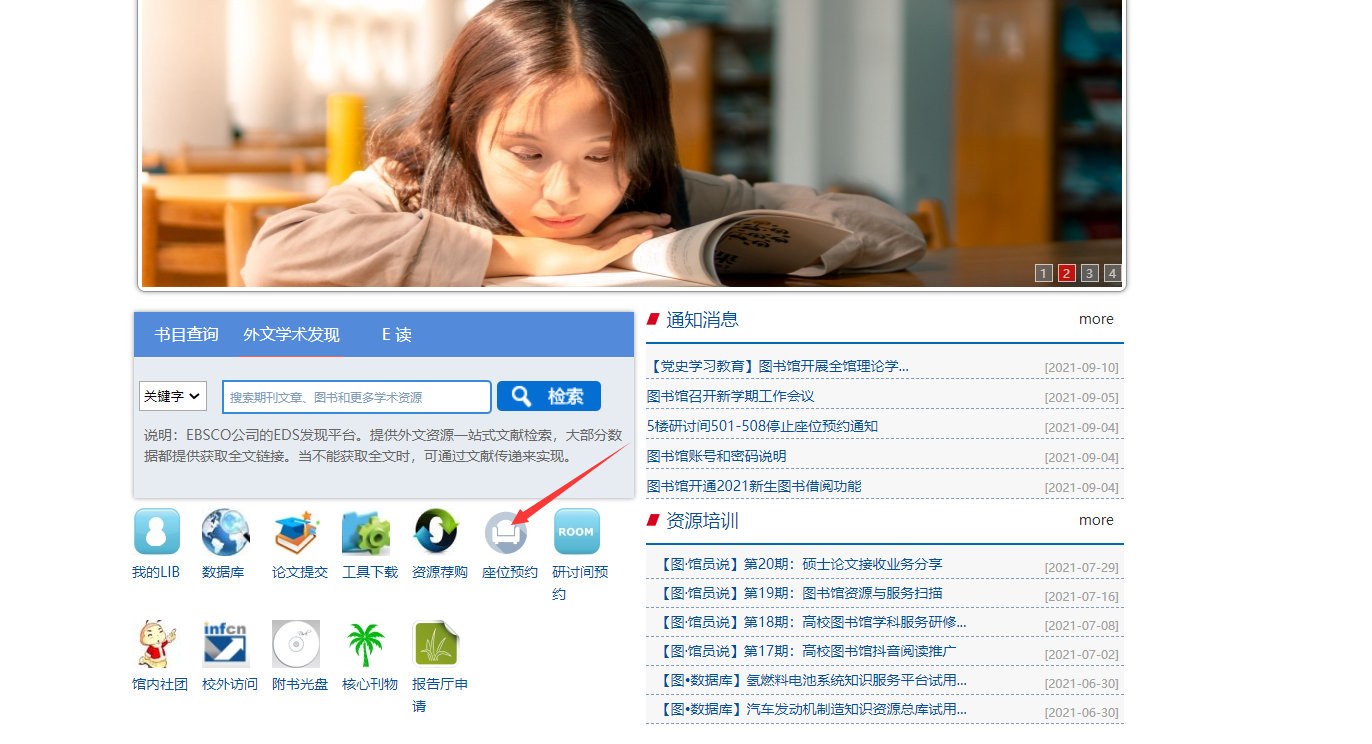 1 2 3 4
书目查询 外文学术发现 E 读
关键字 搜索期刊文章、图书和更多学术资源 检索
说明：EBSCO公司的EDS发现平台。提供外文资源一站式文献检索，大部分数
据都提供获取全文链接。当不能获取全文时，可通过文献传递来实现。
ROOM
我的LIB 数据库 论文提交 工具下载 资源荐购 座位预约 研讨间预
约
infcn
馆内社团 校外访问 附书光盘 核心刊物 报告厅申
请
通知消息 more
【党史学习教育】图书馆开展全馆理论学... [2021-09-10]
图书馆召开新学期工作会议 [2021-09-05]
5楼研讨间501-508停止座位预约通知 [2021-09-04]
图书馆账号和密码说明 [2021-09-04]
图书馆开通2021新生图书借阅功能 [2021-09-04]
资源培训 more
【图·馆员说】第20期：硕士论文接收业务分享 [2021-07-29]
【图·馆员说】第19期：图书馆资源与服务扫描 [2021-07-16]
【图·馆员说】第18期：高校图书馆学科服务研修... [2021-07-08]
【图·馆员说】第17期：高校图书馆抖音阅读推广 [2021-07-02]
【图•数据库】氢燃料电池系统知识服务平台试用... [2021-06-30]
【图•数据库】汽车发动机制造知识资源总库试用... [2021-06-30]